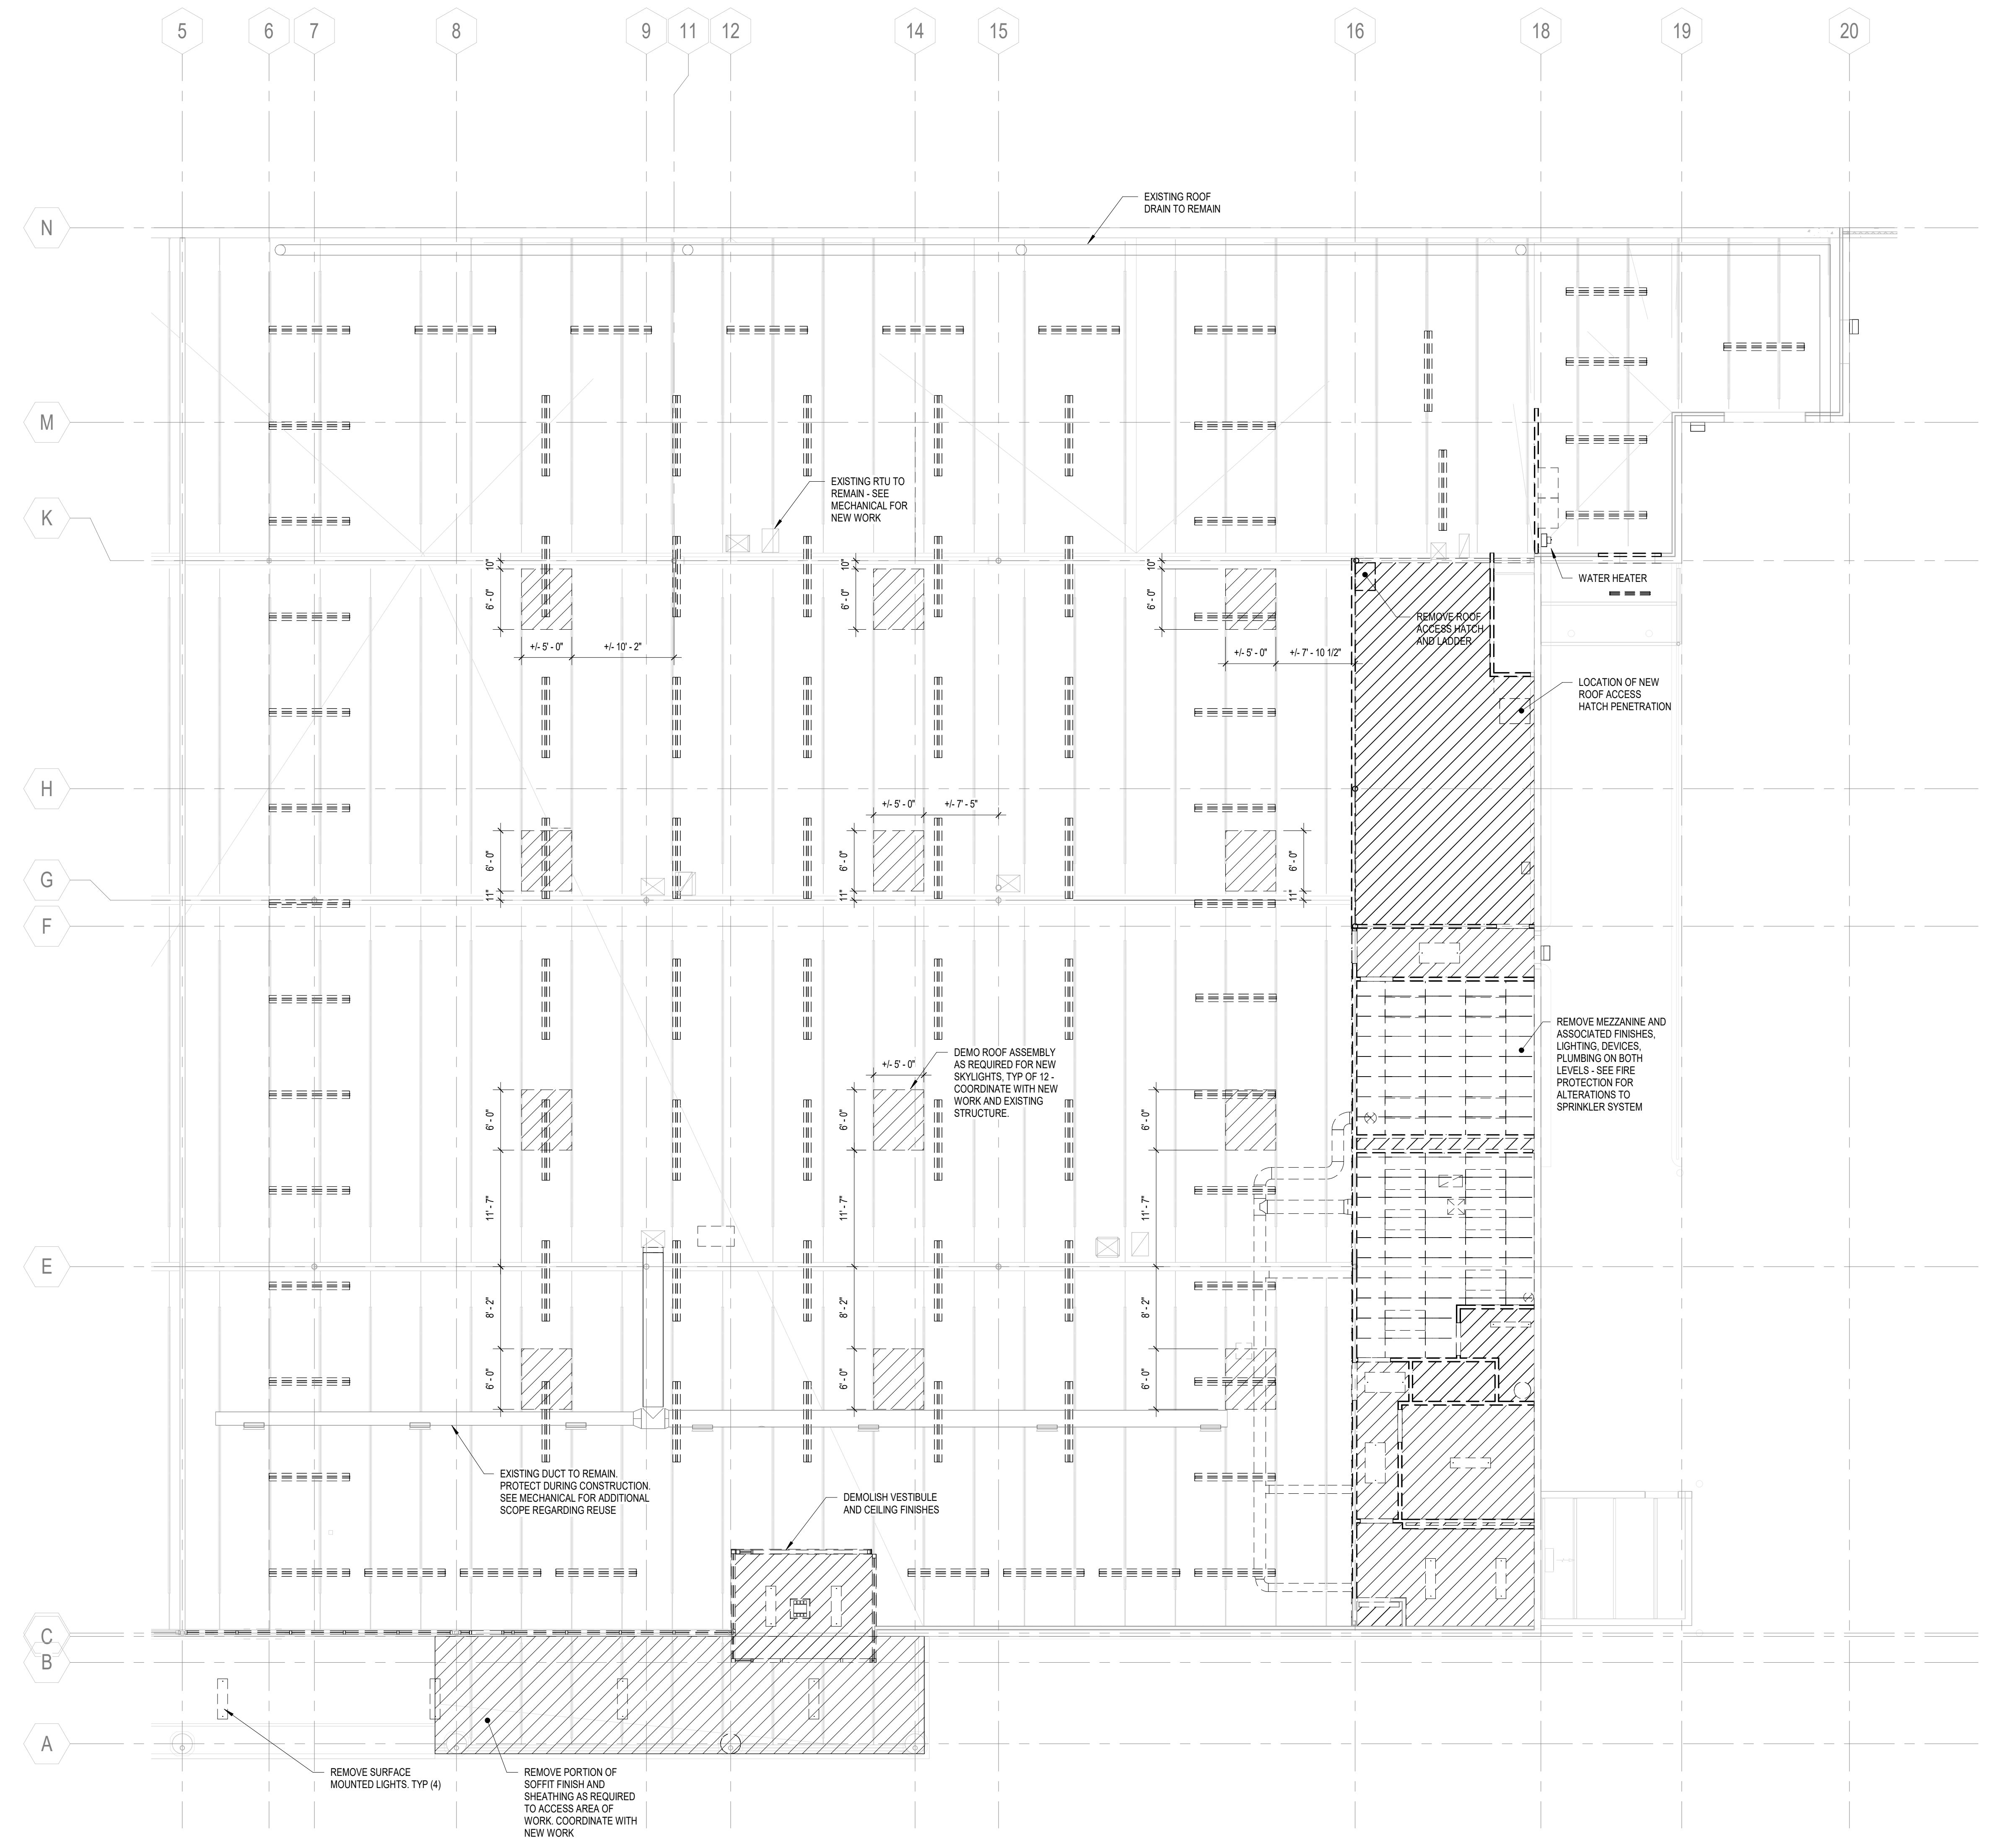 5
6
7
8
9
11
12
14
15
16
18
19
20
N
M
K
H
G
F
E
C
B
A
EXISTING ROOF
DRAIN TO REMAIN
EXISTING RTU TO
REMAIN - SEE
MECHANICAL FOR
NEW WORK
10"
6' - 0"
10"
6' - 0"
10"
6' - 0"
+/- 5' - 0"
+/- 10' - 2"
+/- 5' - 0"
+/- 7' - 10 1/2"
WATER HEATER
REMOVE ROOF
ACCESS HATCH
AND LADDER
LOCATION OF NEW
ROOF ACCESS
HATCH PENETRATION
+/- 5' - 0"
+/- 7' - 5"
6' - 0"
11"
6' - 0"
11"
6' - 0"
11"
REMOVE MEZZANINE AND
ASSOCIATED FINISHES,
LIGHTING, DEVICES,
PLUMBING ON BOTH
LEVELS - SEE FIRE
PROTECTION FOR
ALTERATIONS TO
SPRINKLER SYSTEM
DEMO ROOF ASSEMBLY
AS REQUIRED FOR NEW
SKYLIGHTS, TYP OF 12 -
COORDINATE WITH NEW
WORK AND EXISTING
STRUCTURE.
+/- 5' - 0"
6' - 0"
11' - 7"
8' - 2"
6' - 0"
6' - 0"
11' - 7"
8' - 2"
6' - 0"
6' - 0"
11' - 7"
8' - 2"
6' - 0"
EXISTING DUCT TO REMAIN.
PROTECT DURING CONSTRUCTION.
SEE MECHANICAL FOR ADDITIONAL
SCOPE REGARDING REUSE
DEMOLISH VESTIBULE
AND CEILING FINISHES
REMOVE SURFACE
MOUNTED LIGHTS. TYP (4)
REMOVE PORTION OF
SOFFIT FINISH AND
SHEATHING AS REQUIRED
TO ACCESS AREA OF
WORK. COORDINATE WITH
NEW WORK